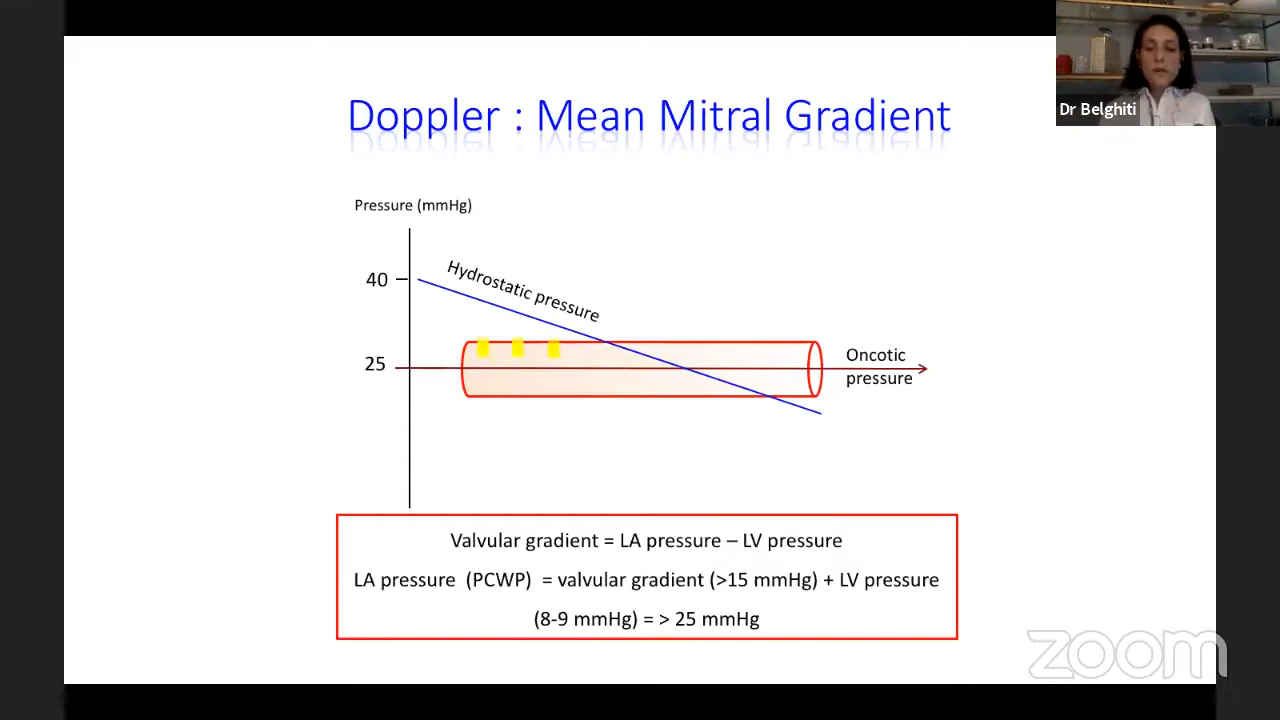 Dr Belghiti
Doppler : Mean Mitral Gradient
Pressure (mmHg)
40
Hydrostatic pressure
25
Oncotic
pressure
Valvular gradient = LA pressure – LV pressure
LA pressure (PCWP) = valvular gradient (>15 mmHg) + LV pressure
(8-9 mmHg) = > 25 mmHg
zoom